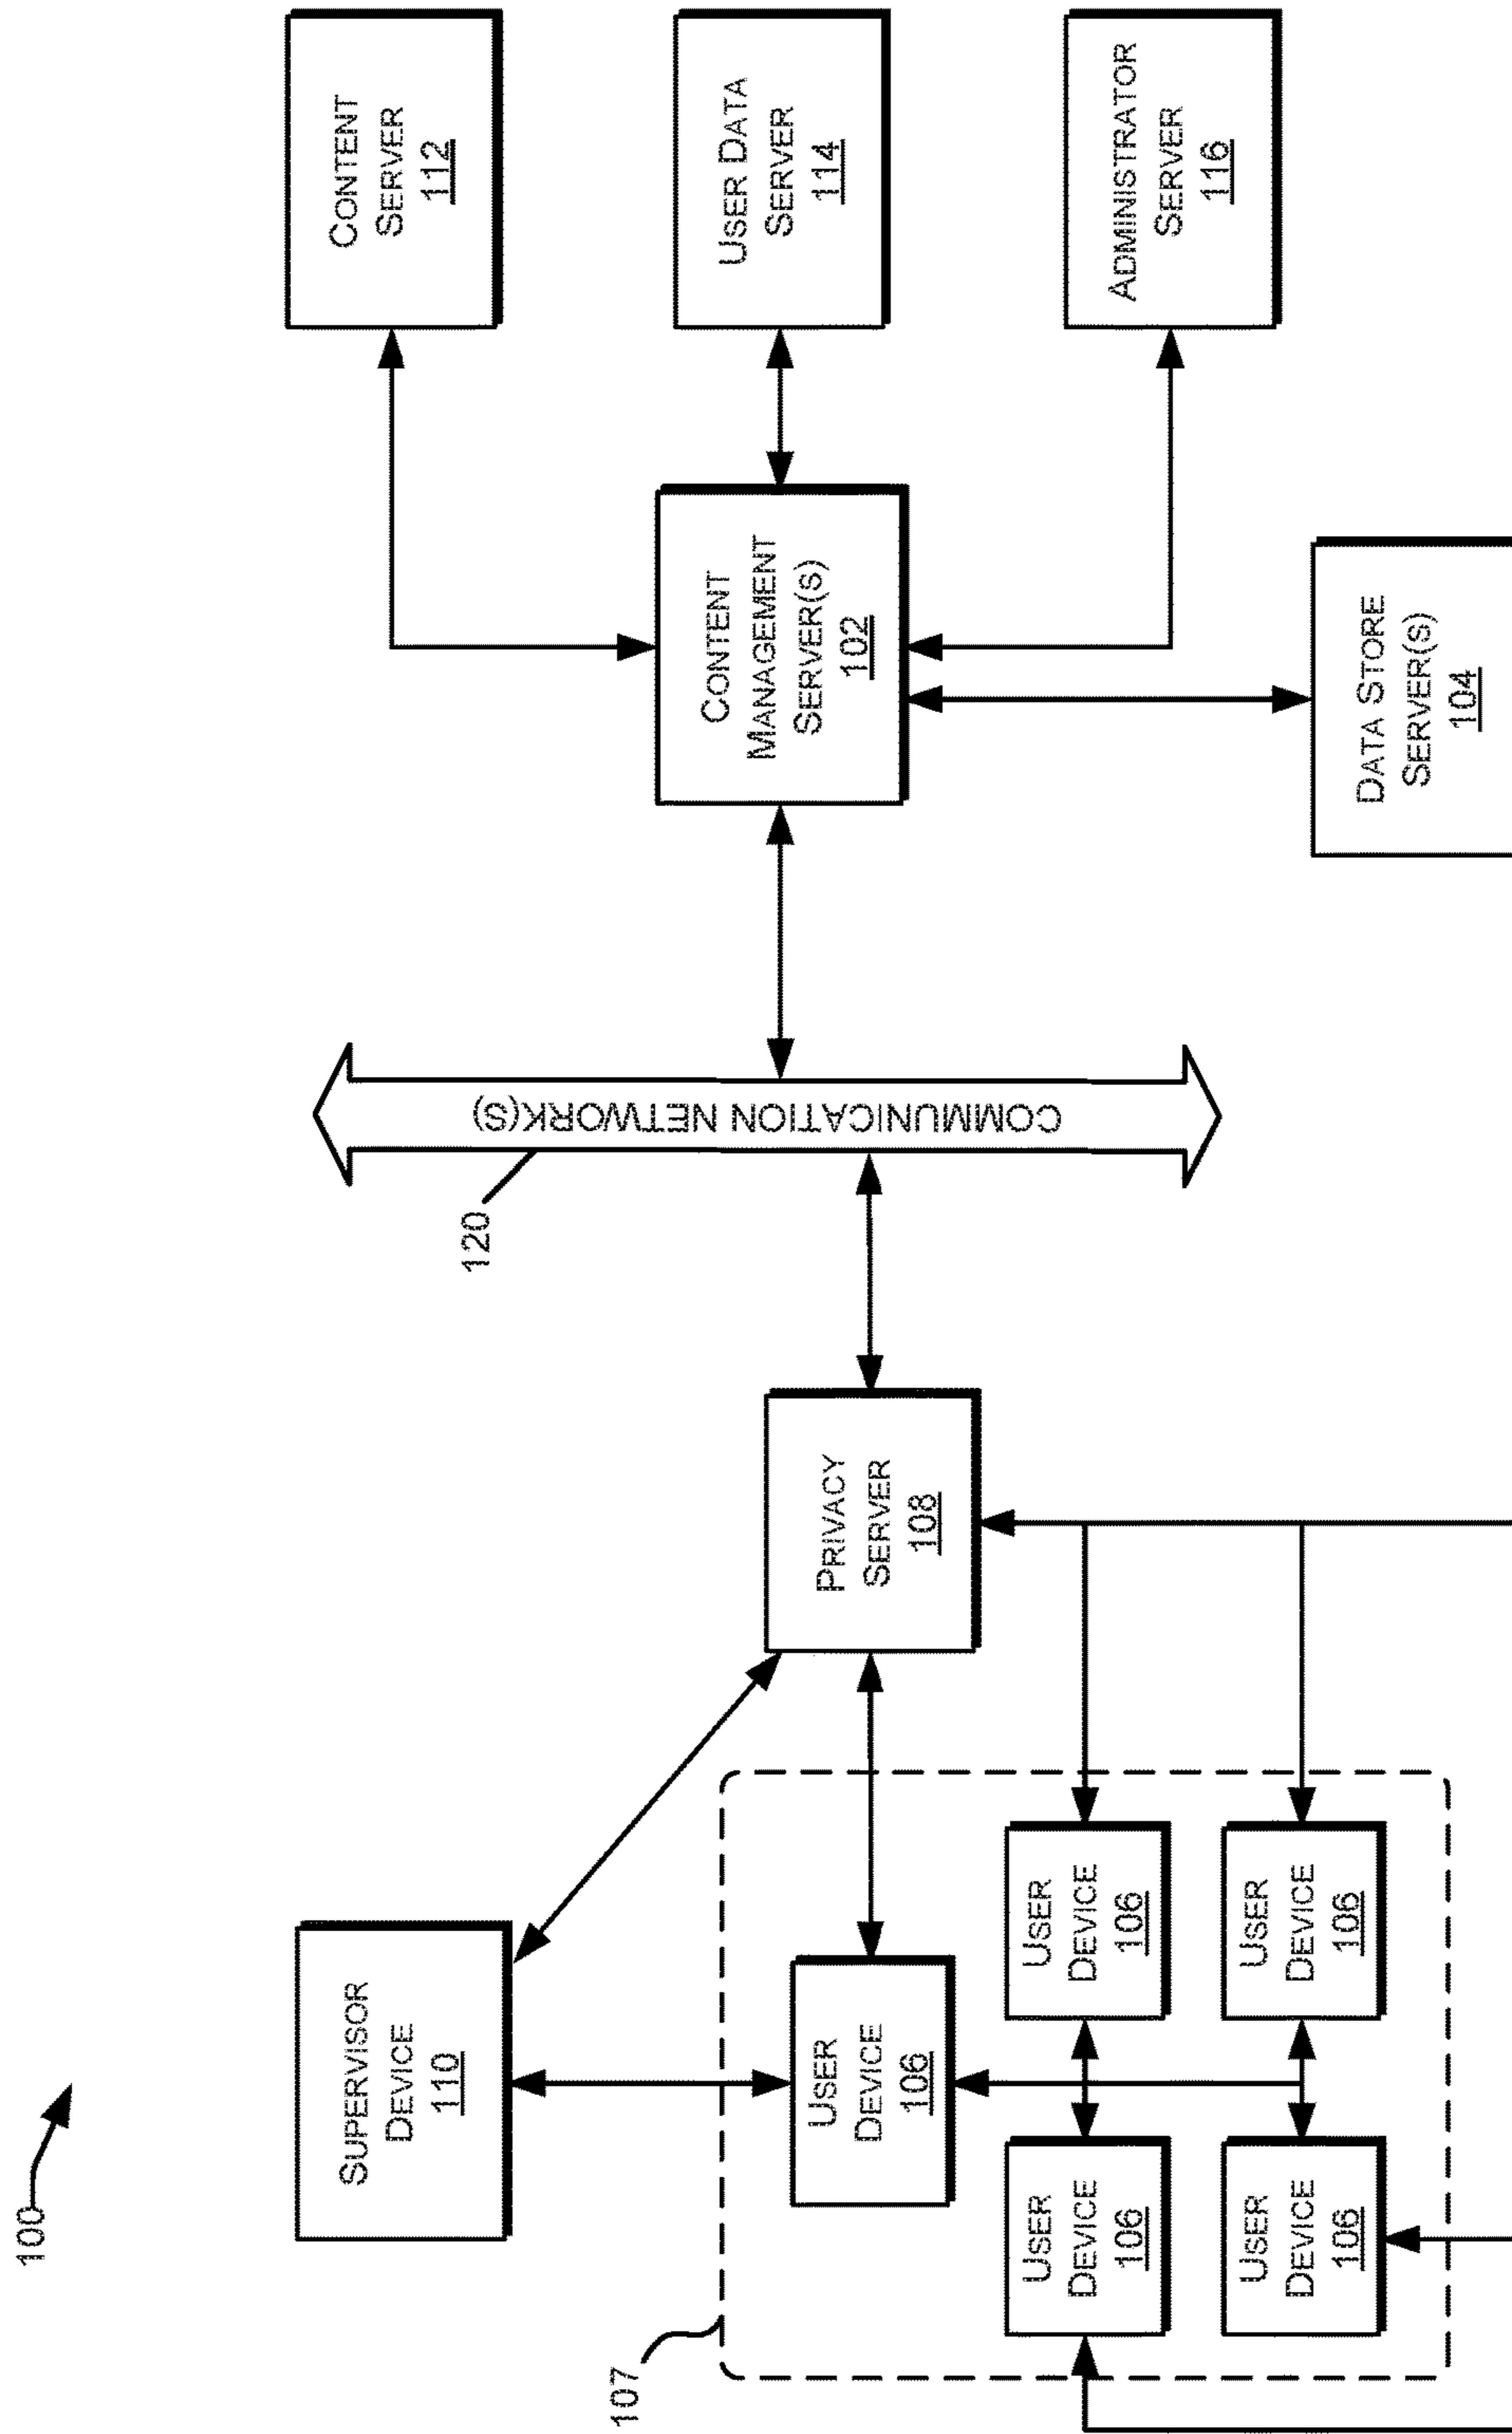 100
SUPERVISOR
DEVICE
110
107
USER
DEVICE
106
USER
DEVICE
106
USER
DEVICE
106
USER
DEVICE
106
USER
DEVICE
106
PRIVACY
SERVER
108
120
COMMUNICATION NETWORK(S)
CONTENT
MANAGEMENT
SERVER(S)
102
DATA STORE
SERVER(S)
104
CONTENT
SERVER
112
USER DATA
SERVER
114
ADMINISTRATOR
SERVER
116